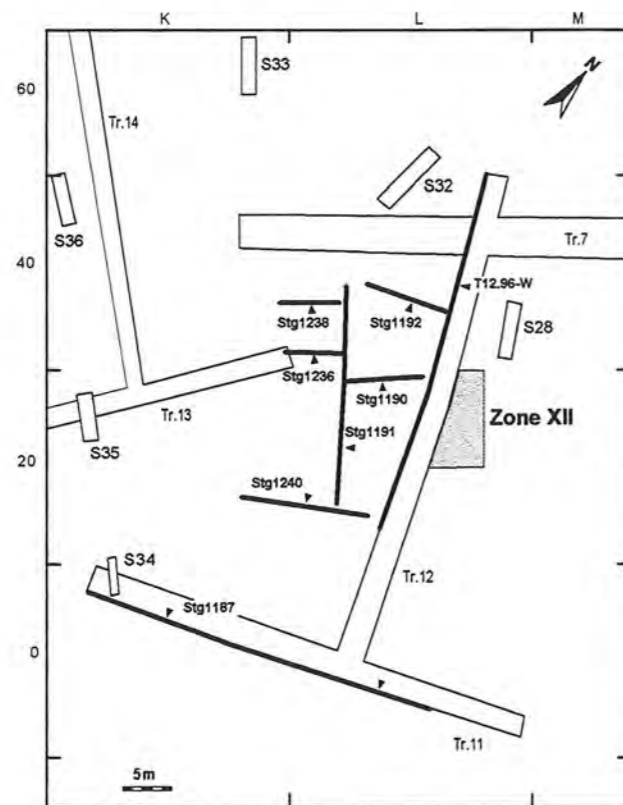 K L M
60
S33
N
Tr.14
S32
S36
Tr.7
40
T12.96-W
Stg1238
Stg1192
S28
Stg1236
Stg1190
Tr.13
Zone XII
Stg1191
S35
20
Stg1240
S34
Tr.12
Stg1187
0
Tr.11
5m